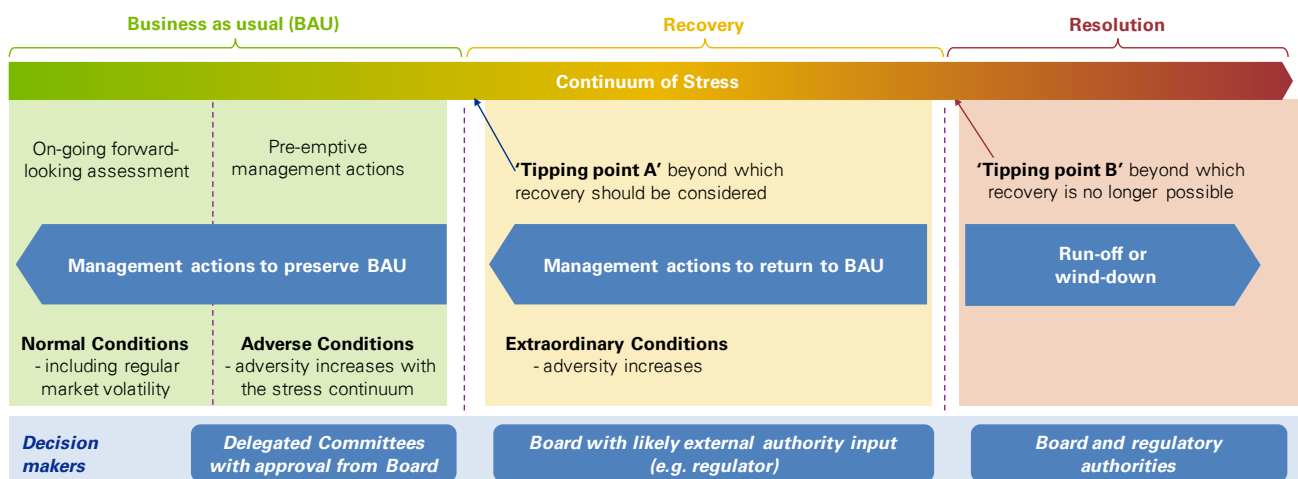 Business as usual (BAU)
Recovery
Resolution
Continuum of Stress
On-going forward-
looking assessment
Pre-emptive
management actions
'Tipping point A' beyond which
recovery should be considered
'Tipping point B' beyond which
recovery is no longer possible
Management actions to preserve BAU
Management actions to return to BAU
Run-off or
wind-down
Normal Conditions
- including regular
market volatility
Adverse Conditions
- adversity increases with
the stress continuum
Extraordinary Conditions
- adversity increases
Decision
makers
Delegated Committees
with approval from Board
Board with likely external authority input
(e.g. regulator)
Board and regulatory
authorities